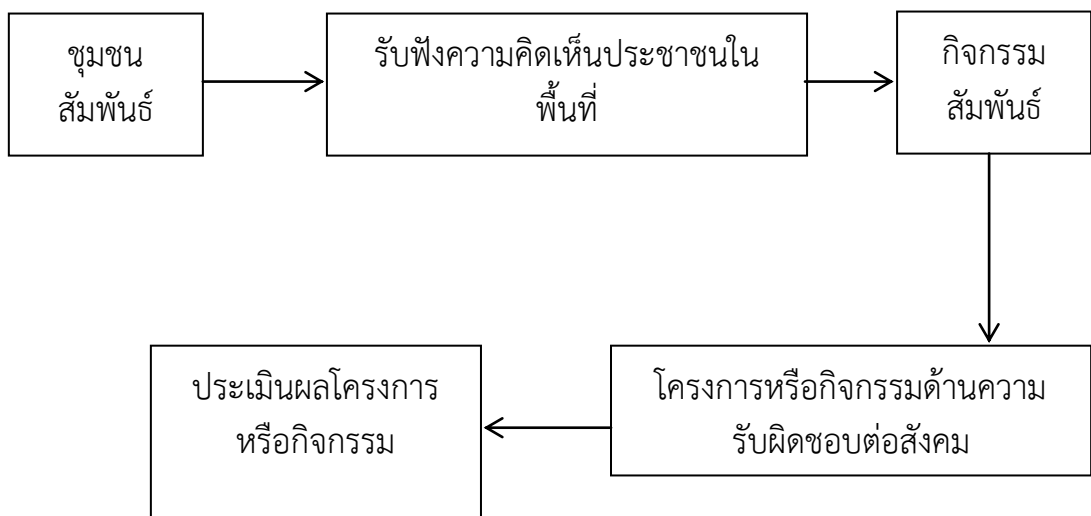 ชุมชน
สัมพันธ์
รับฟังความคิดเห็นประชาชนใน
พื้นที่
กิจกรรม
สัมพันธ์
โครงการหรือกิจกรรมด้านความ
รับผิดชอบต่อสังคม
ประเมินผลโครงการ
หรือกิจกรรม